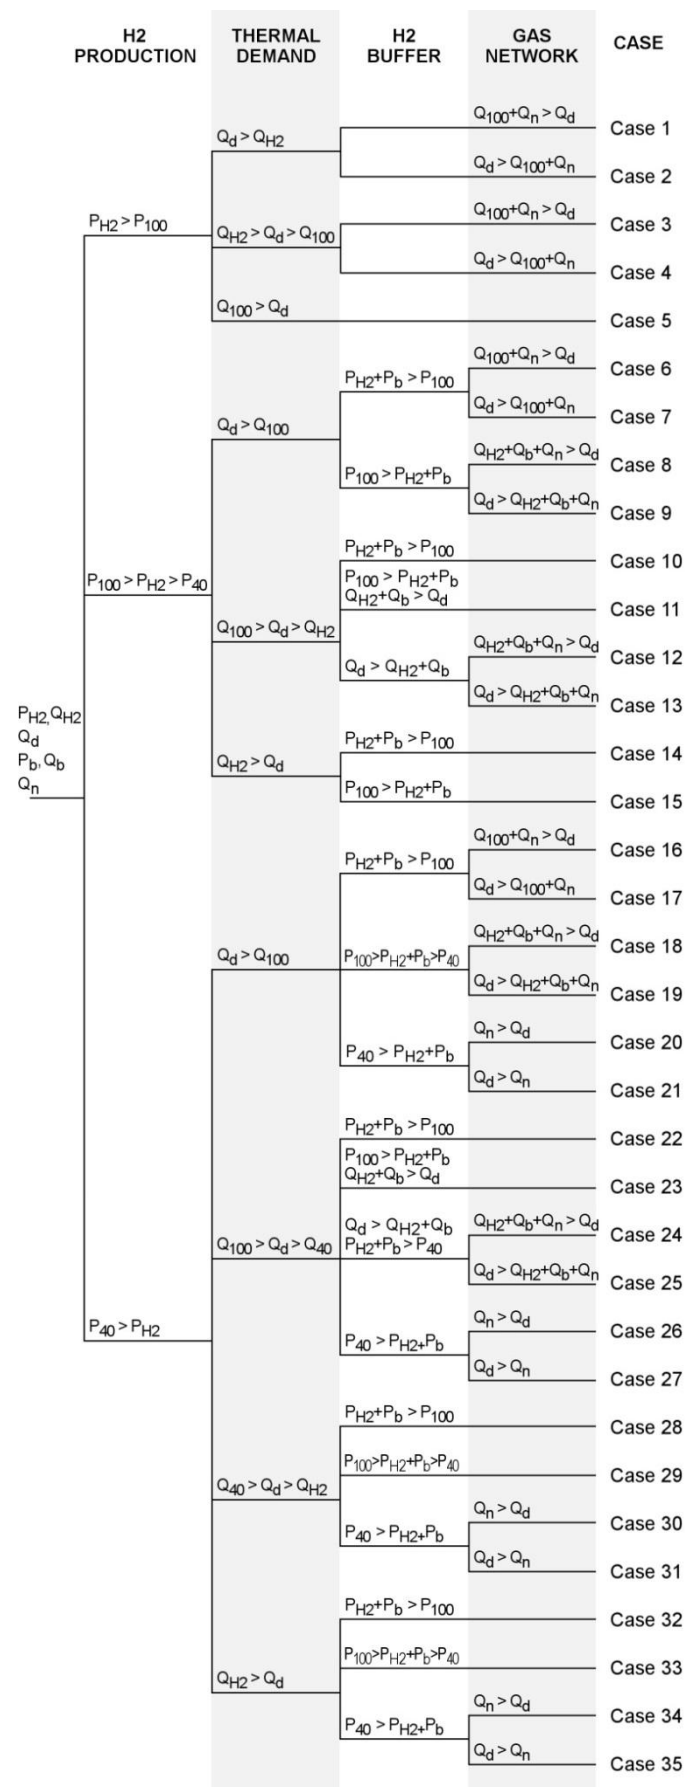 H2 PRODUCTION
THERMAL DEMAND
H2 BUFFER
GAS NETWORK
CASE
Q100+Qn > Qd
Case 1
Qd > QH2
Qd > Q100+Qn
Case 2
PH2 > P100
Q100+Qn > Qd
Case 3
QH2 > Qd > Q100
Qd > Q100+Qn
Case 4
Q100 > Qd
Case 5
Q100+Qn > Qd
Case 6
PH2+Pb > P100
Qd > Q100+Qn
Case 7
Qd > Q100
QH2+Qb+Qn > Qd
Case 8
P100 > PH2+Pb
Qd > QH2+Qb+Qn
Case 9
PH2+Pb > P100
Case 10
P100 > PH2 > P40
P100 > PH2+Pb
QH2+Qb > Qd
Case 11
Q100 > Qd > QH2
QH2+Qb+Qn > Qd
Case 12
Qd > QH2+Qb
Qd > QH2+Qb+Qn
Case 13
PH2, QH2
Qd
Pb, Qb
Qn
PH2+Pb > P100
Case 14
QH2 > Qd
P100 > PH2+Pb
Case 15
Q100+Qn > Qd
Case 16
PH2+Pb > P100
Qd > Q100+Qn
Case 17
QH2+Qb+Qn > Qd
Case 18
Qd > Q100
P100>PH2+Pb>P40
Qd > QH2+Qb+Qn
Case 19
Qn > Qd
Case 20
P40 > PH2+Pb
Qd > Qn
Case 21
PH2+Pb > P100
Case 22
P100 > PH2+Pb
QH2+Qb > Qd
Case 23
Qd > QH2+Qb
QH2+Qb+Qn > Qd
Case 24
Q100 > Qd > Q40
PH2+Pb > P40
Qd > QH2+Qb+Qn
Case 25
P40 > PH2
Qn > Qd
Case 26
P40 > PH2+Pb
Qd > Qn
Case 27
PH2+Pb > P100
Case 28
P100>PH2+Pb>P40
Case 29
Q40 > Qd > QH2
Qn > Qd
Case 30
P40 > PH2+Pb
Qd > Qn
Case 31
PH2+Pb > P100
Case 32
P100>PH2+Pb>P40
Case 33
QH2 > Qd
Qn > Qd
Case 34
P40 > PH2+Pb
Qd > Qn
Case 35